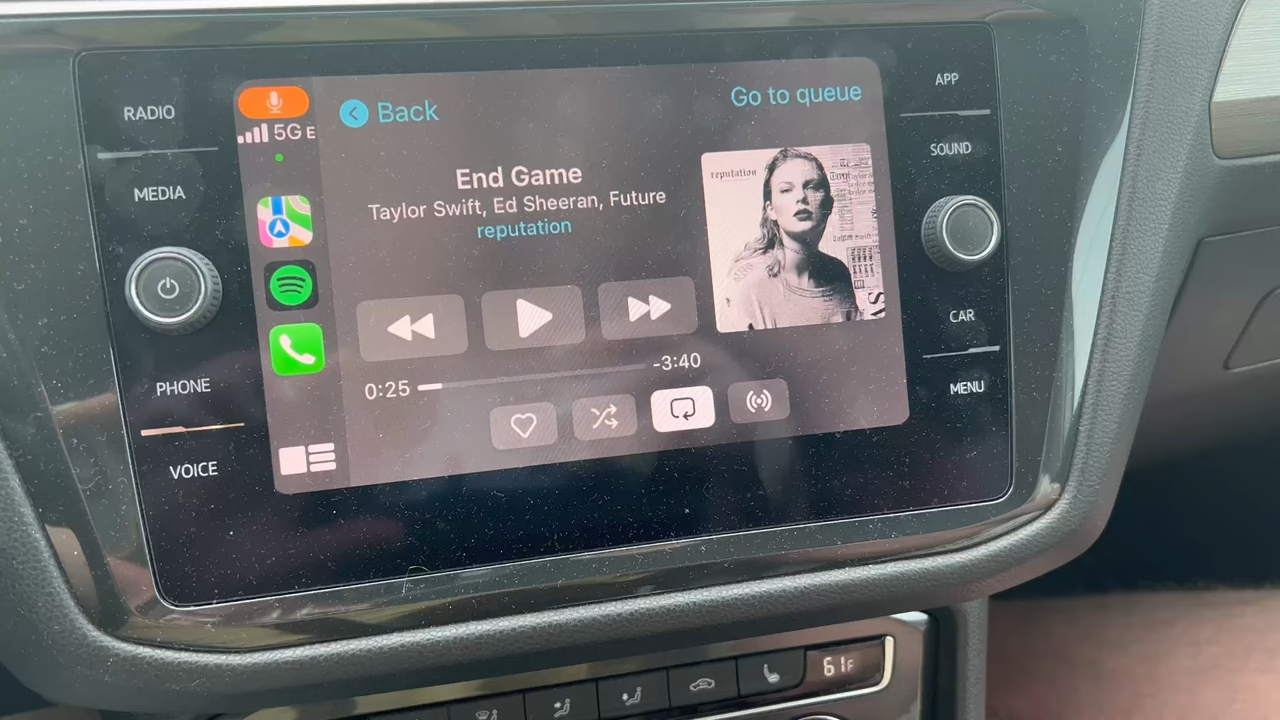 RADIO
MEDIA
PHONE
VOICE
5G E
Back
Go to queue
End Game
Taylor Swift, Ed Sheeran, Future
reputation
0:25
-3:40
reputation
APP
SOUND
CAR
MENU
61F